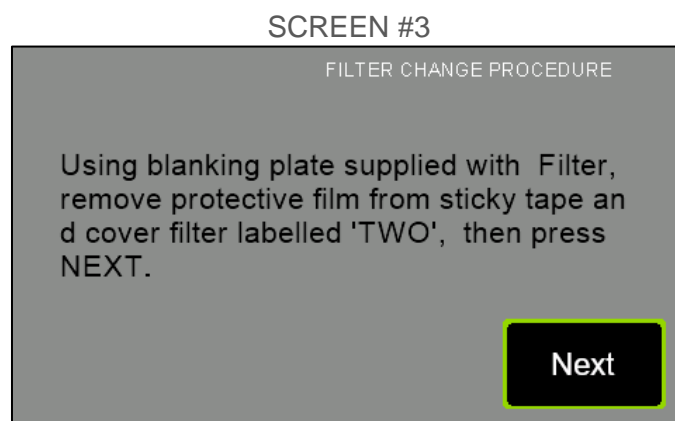 SCREEN #3
FILTER CHANGE PROCEDURE
Using blanking plate supplied with  Filter,
remove protective film from sticky tape an
d cover filter labelled 'TWO',  then press
NEXT.
Next